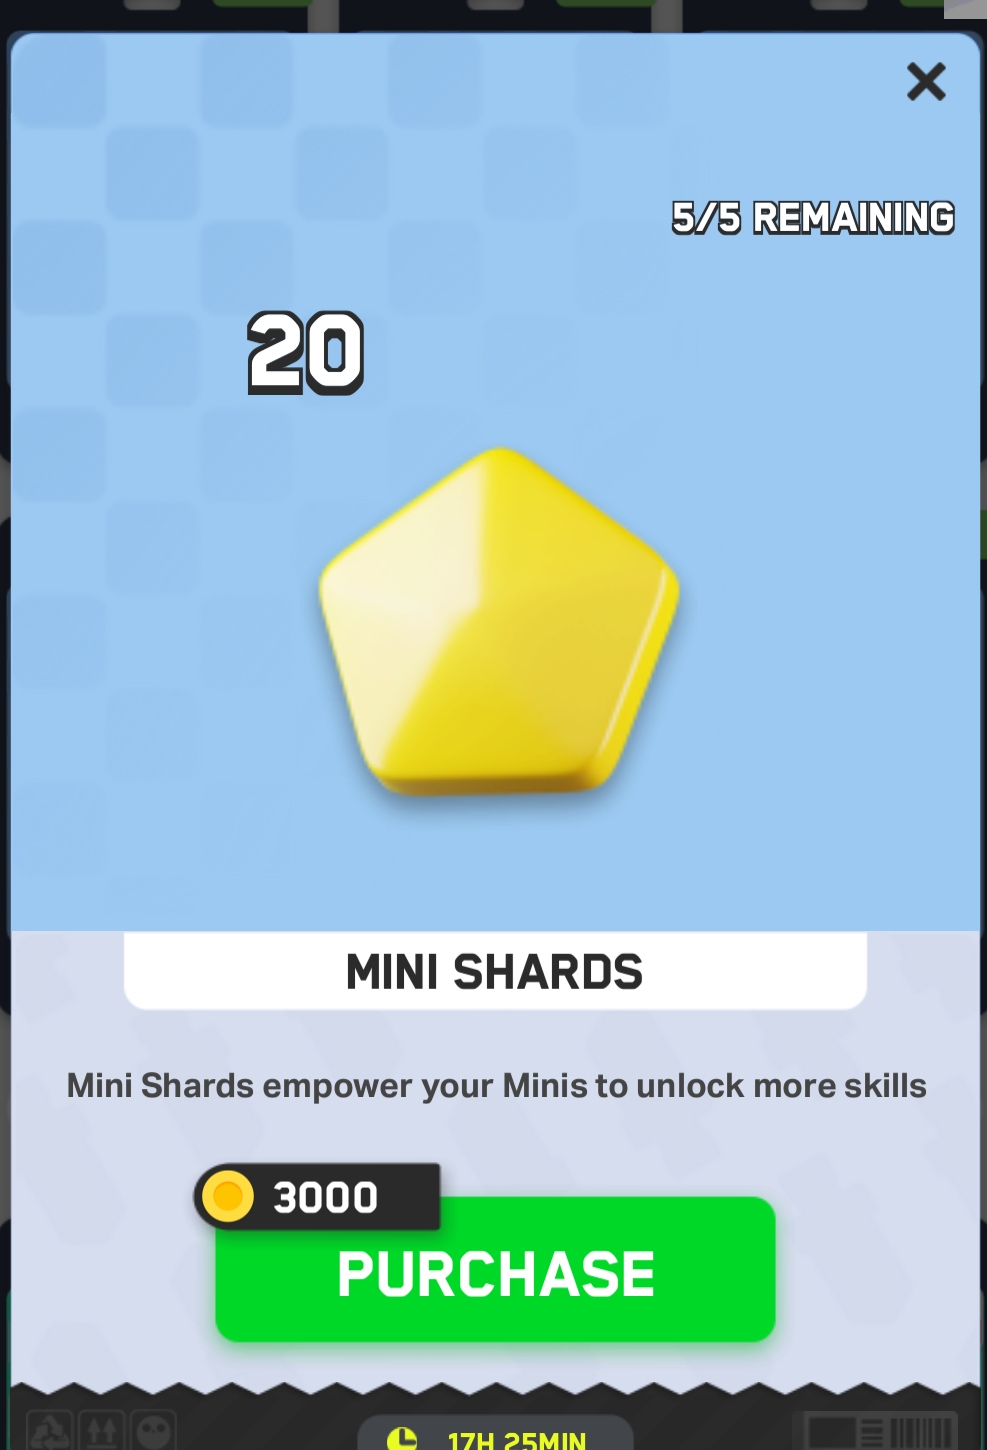 5/5 REMAINING
20
MINI SHARDS
Mini Shards empower your Minis to unlock more skills
3000
PURCHASE
17H 25MIN